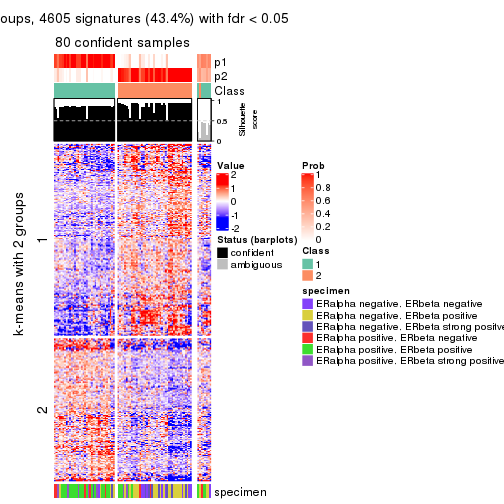 oups, 4605 signatures (43.4%) with fdr < 0.05
80 confident samples
p1
p2
Class
1
0.5
0
Silhouette
score
k-means with 2 groups
1
2
specimen
Value
2
1
0
-1
-2
Status (barplots)
confident
ambiguous
Prob
1
0.8
0.6
0.4
0.2
0
Class
1
2
specimen
ERalpha negative. ERbeta negative
ERalpha negative. ERbeta positive
ERalpha negative. ERbeta strong positive
ERalpha positive. ERbeta negative
ERalpha positive. ERbeta positive
ERalpha positive. ERbeta strong positive